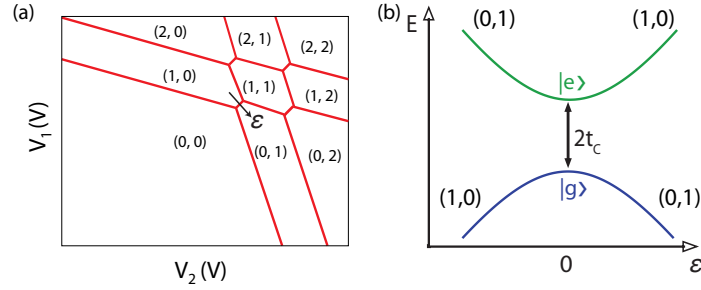 (a)
(2, 0)
(2, 1)
(2, 2)
(1, 0)
(1, 1)
(1, 2)
ε
(0, 0)
(0, 1)
(0, 2)
V₁(V)
V₂(V)
(b)
E
(0,1)
(1,0)
|e>
2t꜀
(1,0)
|g>
(0,1)
0
ε